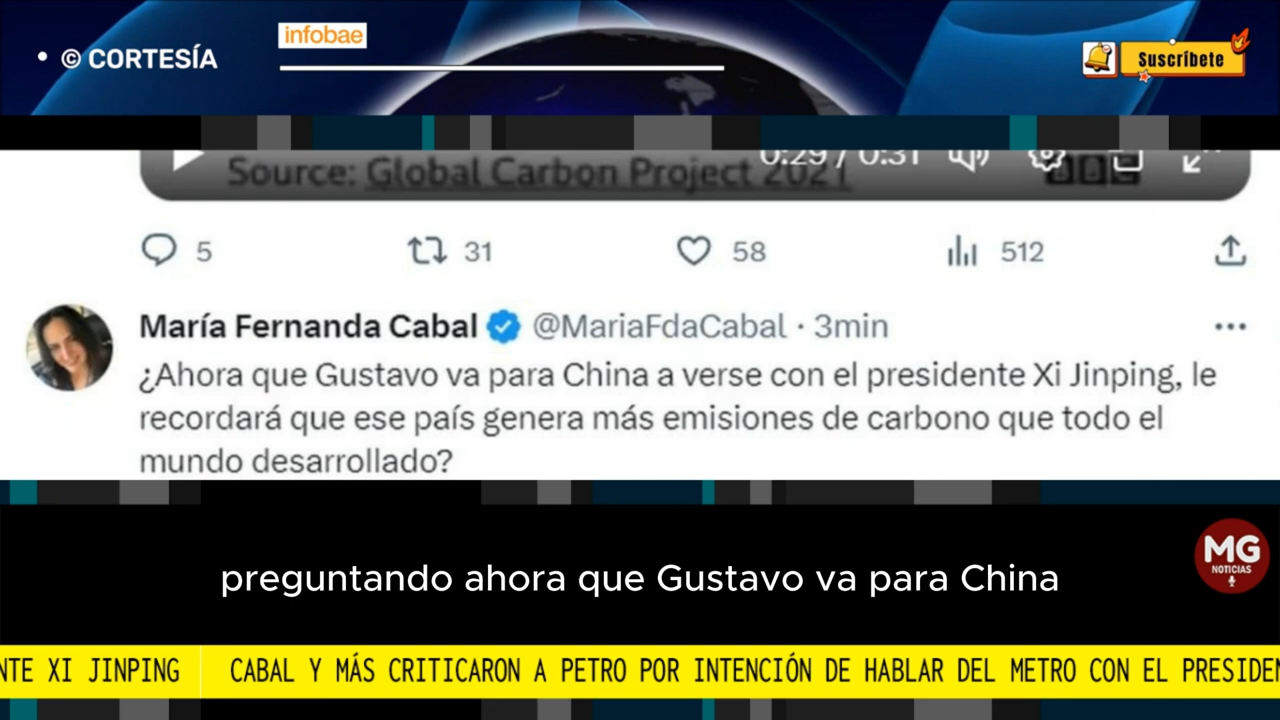 • © CORTESÍA
infobae
Suscríbete
0:29 / 0:31
Source: Global Carbon Project 2021
5
31
58
512
María Fernanda Cabal @MariaFdaCabal · 3min
¿Ahora que Gustavo va para China a verse con el presidente Xi Jinping, le
recordará que ese país genera más emisiones de carbono que todo el
mundo desarrollado?
preguntando ahora que Gustavo va para China
MG
NOTICIAS
NTE XI JINPING CABAL Y MÁS CRITICARON A PETRO POR INTENCIÓN DE HABLAR DEL METRO CON EL PRESIDEN